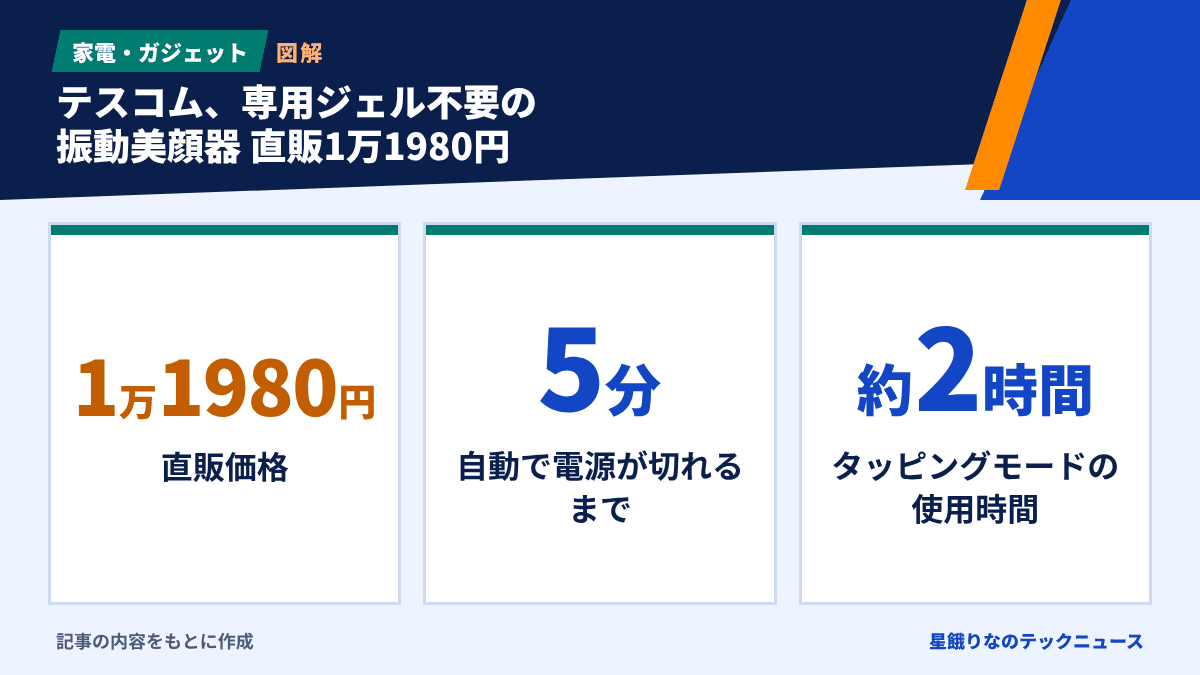 家電・ガジェット 図解
テスコム、専用ジェル不要の
振動美顔器 直販1万1980円
1万1980円
直販価格
5分
自動で電源が切れる
まで
約2時間
タッピングモードの
使用時間
記事の内容をもとに作成
星餓りなのテックニュース